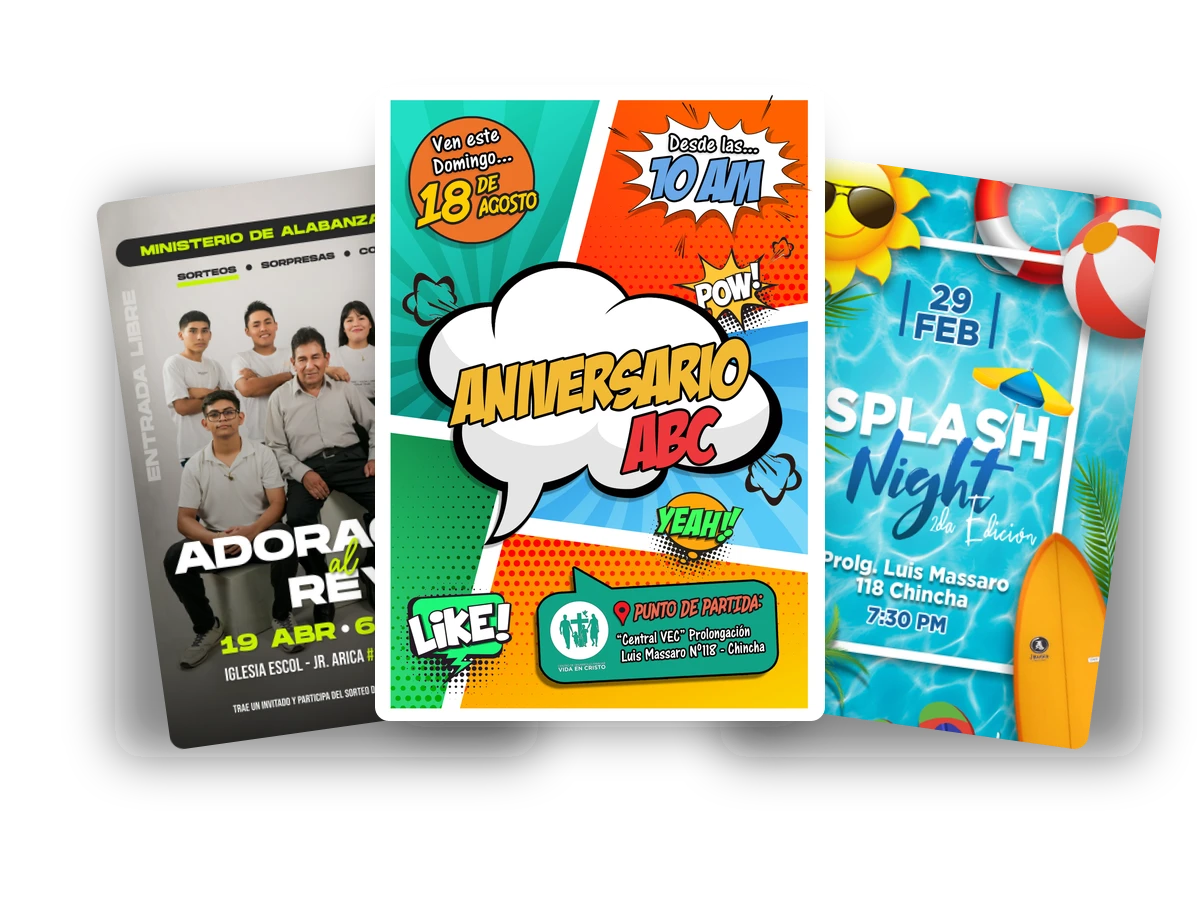 MINISTERIO DE ALABANZA
SORTEOS • SORPRESAS • CO
ENTRADA LIBRE
ADORA
al
RE
19 ABR • 6
IGLESIA ESCOL - JR. ARICA #
TRAE UN INVITADO Y PARTICIPA DEL SORTEO D
Ven este
Domingo...
18 DE
AGOSTO
Desde las...
10 AM
POW!
ANIVERSARIO
ABC
YEAH!!
LIKE!
PUNTO DE PARTIDA:
"Central VEC" Prolongación
Luis Massaro N°118 - Chincha
VIDA EN CRISTO
29
FEB
SPLASH
Night
2da Edición
Prolg. Luis Massaro
118 Chincha
7:30 PM